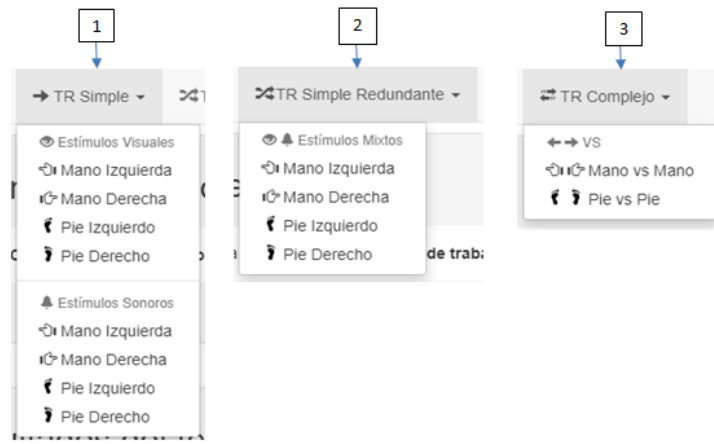 1
TR Simple
Estímulos Visuales
Mano Izquierda
Mano Derecha
Pie Izquierdo
Pie Derecho
Estímulos Sonoros
Mano Izquierda
Mano Derecha
Pie Izquierdo
Pie Derecho
2
TR Simple Redundante
Estímulos Mixtos
Mano Izquierda
Mano Derecha
Pie Izquierdo
Pie Derecho
de trab
3
TR Complejo
VS
Mano vs Mano
Pie vs Pie